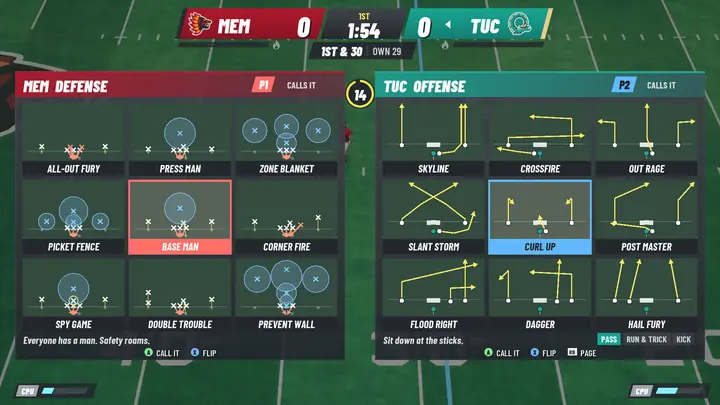 MEM 0
1ST
1:54
0 TUC
1ST & 30 OWN 29
MEM DEFENSE P1 CALLS IT
14
TUC OFFENSE P2 CALLS IT
ALL-OUT FURY PRESS MAN ZONE BLANKET
SKYLINE CROSSFIRE OUT RAGE
PICKET FENCE BASE MAN CORNER FIRE
SLANT STORM CURL UP POST MASTER
SPY GAME DOUBLE TROUBLE PREVENT WALL
FLOOD RIGHT DAGGER HAIL FURY
Everyone has a man. Safety roams.
Sit down at the sticks.
PASS RUN & TRICK KICK
A CALL IT X FLIP
A CALL IT X FLIP RB PAGE
CPU
CPU